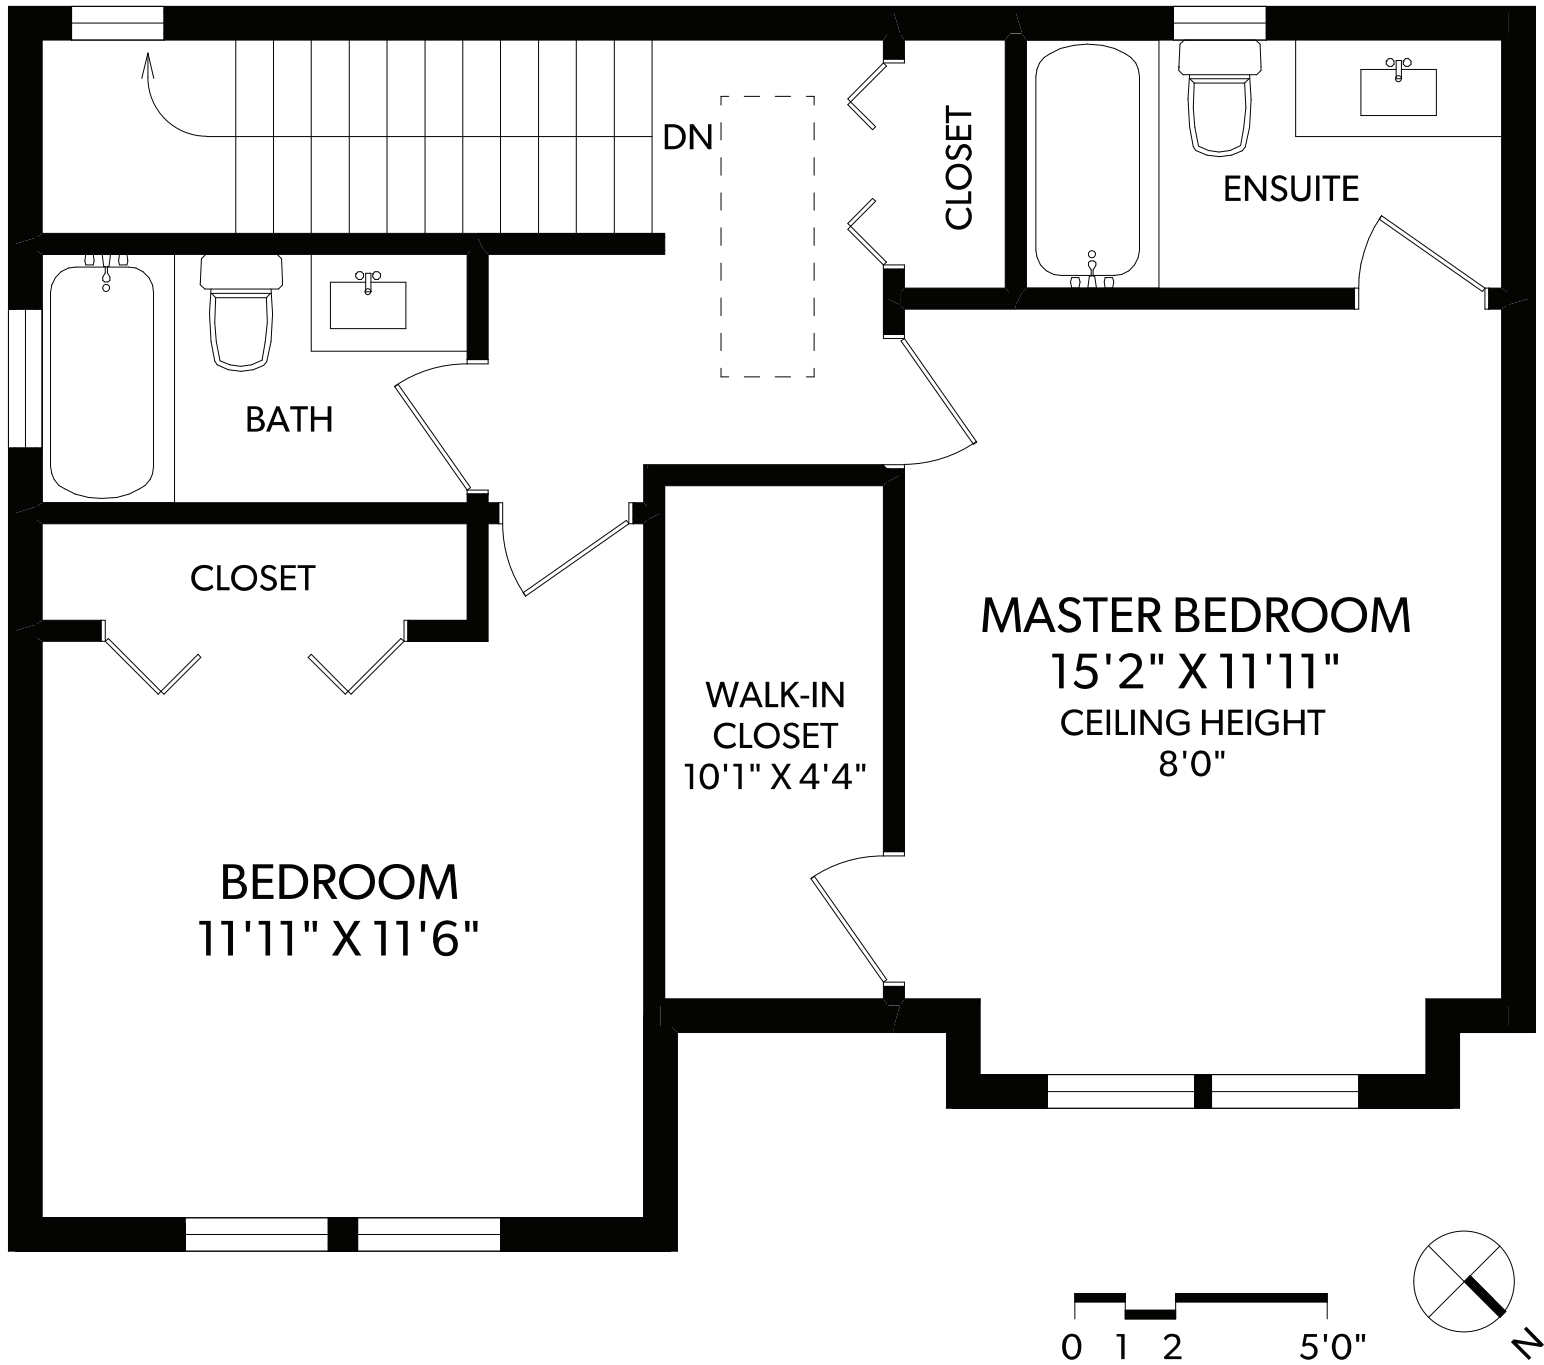 DN
CLOSET
ENSUITE
BATH
CLOSET
MASTER BEDROOM
15'2" X 11'11"
CEILING HEIGHT
8'0"
WALK-IN
CLOSET
10'1" X 4'4"
BEDROOM
11'11" X 11'6"
0 1 2 5'0"
N